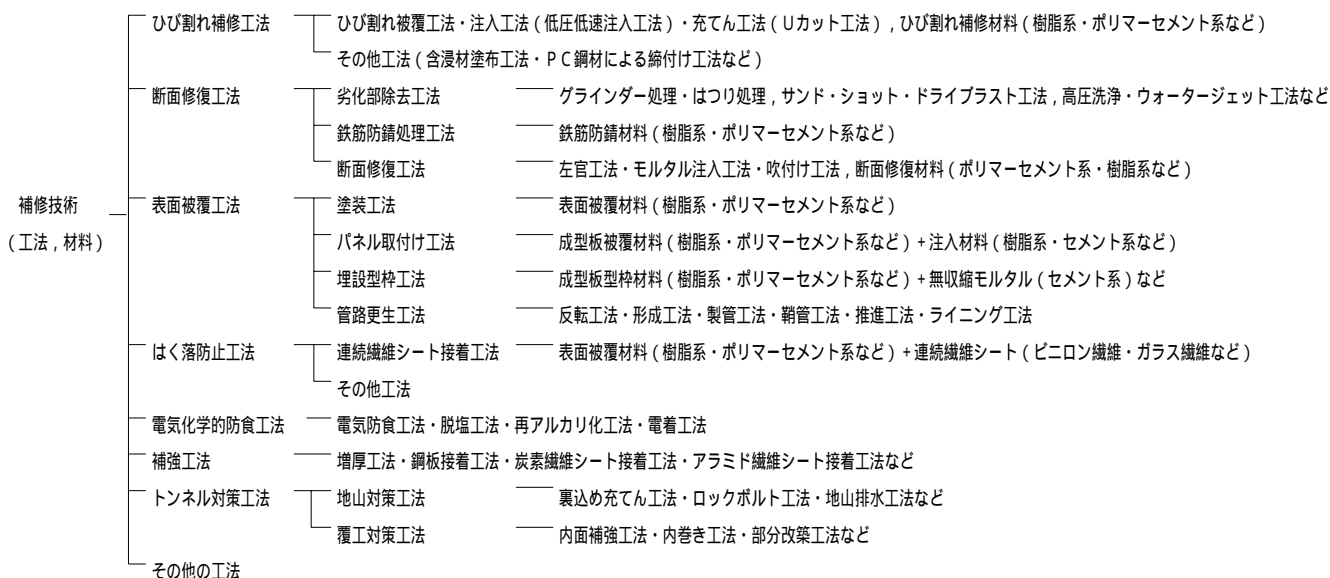 ひび割れ補修工法 ひび割れ被覆工法・注入工法(低圧低速注入工法)・充てん工法(Uカット工法),ひび割れ補修材料(樹脂系・ポリマーセメント系など)
その他工法(含浸材塗布工法・PC鋼材による締付け工法など)
断面修復工法 劣化部除去工法 グラインダー処理・はつり処理,サンド・ショット・ドライブラスト工法,高圧洗浄・ウォータージェット工法など
鉄筋防錆処理工法 鉄筋防錆材料(樹脂系・ポリマーセメント系など)
断面修復工法 左官工法・モルタル注入工法・吹付け工法,断面修復材料(ポリマーセメント系・樹脂系など)
補修技術 表面被覆工法 塗装工法 表面被覆材料(樹脂系・ポリマーセメント系など)
(工法,材料) パネル取付け工法 成型板被覆材料(樹脂系・ポリマーセメント系など)+注入材料(樹脂系・セメント系など)
埋設型枠工法 成型板型枠材料(樹脂系・ポリマーセメント系など)+無収縮モルタル(セメント系)など
管路更生工法 反転工法・形成工法・製管工法・鞘管工法・推進工法・ライニング工法
はく落防止工法 連続繊維シート接着工法 表面被覆材料(樹脂系・ポリマーセメント系など)+連続繊維シート(ビニロン繊維・ガラス繊維など)
その他工法
電気化学的防食工法 電気防食工法・脱塩工法・再アルカリ化工法・電着工法
補強工法 増厚工法・鋼板接着工法・炭素繊維シート接着工法・アラミド繊維シート接着工法など
トンネル対策工法 地山対策工法 裏込め充てん工法・ロックボルト工法・地山排水工法など
覆工対策工法 内面補強工法・内巻き工法・部分改築工法など
その他の工法